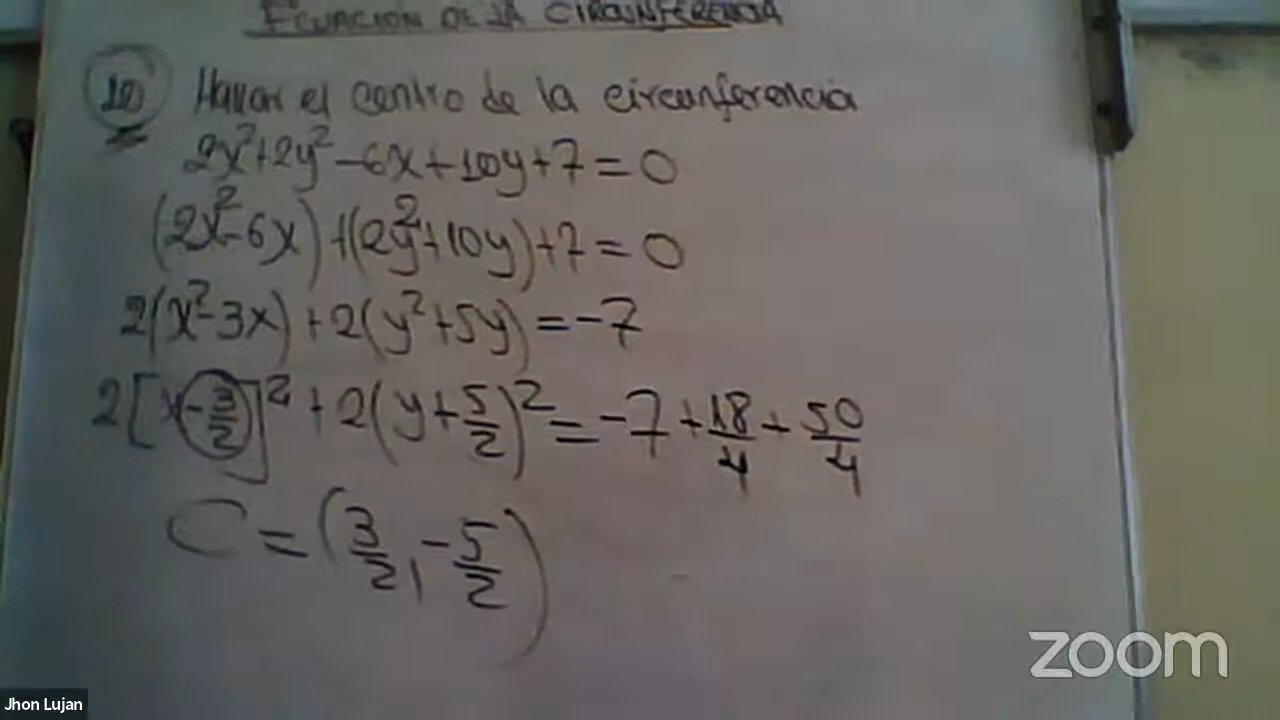 ECUACIÓN DE LA CIRCUNFERENCIA
10) Hallar el centro de la circunferencia
2x²+2y²-6x+10y+7=0
(2x²-6x)+(2y²+10y)+7=0
2(x²-3x)+2(y²+5y)=-7
2[x-3/2]²+2(y+5/2)²=-7+18/4+50/4
C=(3/2,-5/2)
zoom
Jhon Lujan